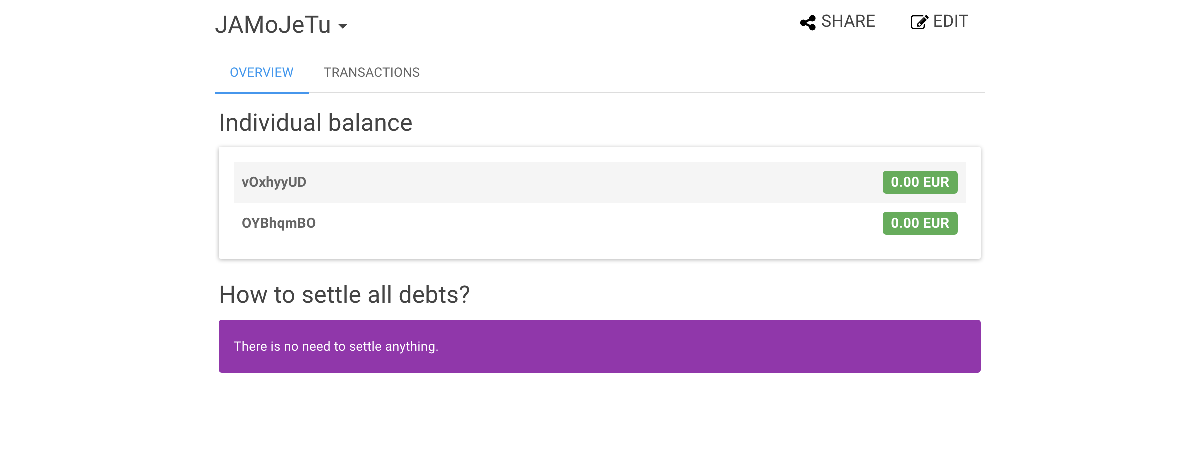 JAMoJeTu
SHARE
EDIT
OVERVIEW
TRANSACTIONS
Individual balance
vOxhyyUD
0.00 EUR
OYBhqmBO
0.00 EUR
How to settle all debts?
There is no need to settle anything.